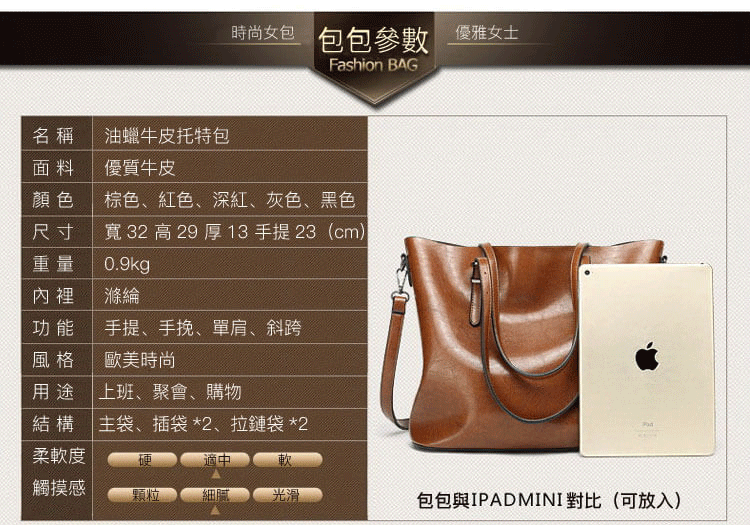 時尚女包
包包參數
Fashion BAG
優雅女士
名稱 油蠟牛皮托特包
面料 優質牛皮
顏色 棕色、紅色、深紅、灰色、黑色
尺寸 寬 32 高 29 厚 13 手提 23（cm）
重量 0.9kg
內裡 滌綸
功能 手提、手挽、單肩、斜跨
風格 歐美時尚
用途 上班、聚會、購物
結構 主袋、插袋 *2、拉鏈袋 *2
柔軟度 硬 適中 軟
觸摸感 顆粒 細膩 光滑
iPad
包包與IPADMINI對比（可放入）